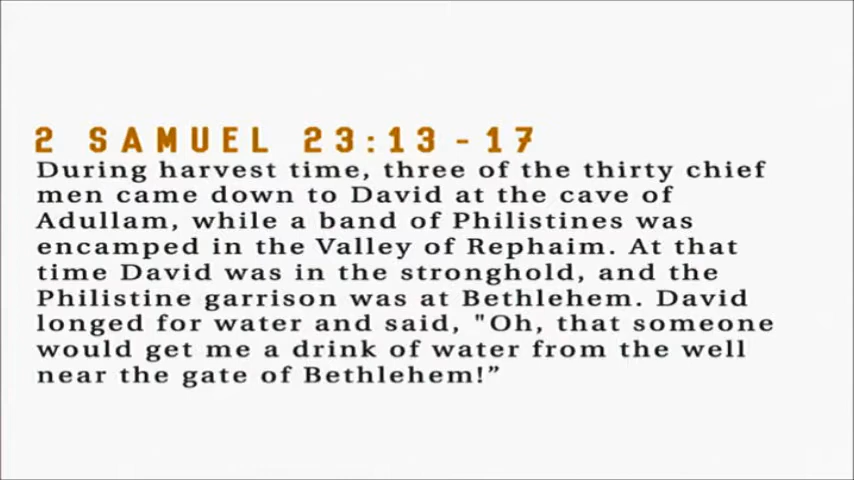 2 SAMUEL 23:13-17
During harvest time, three of the thirty chief
men came down to David at the cave of
Adullam, while a band of Philistines was
encamped in the Valley of Rephaim. At that
time David was in the stronghold, and the
Philistine garrison was at Bethlehem. David
longed for water and said, "Oh, that someone
would get me a drink of water from the well
near the gate of Bethlehem!”